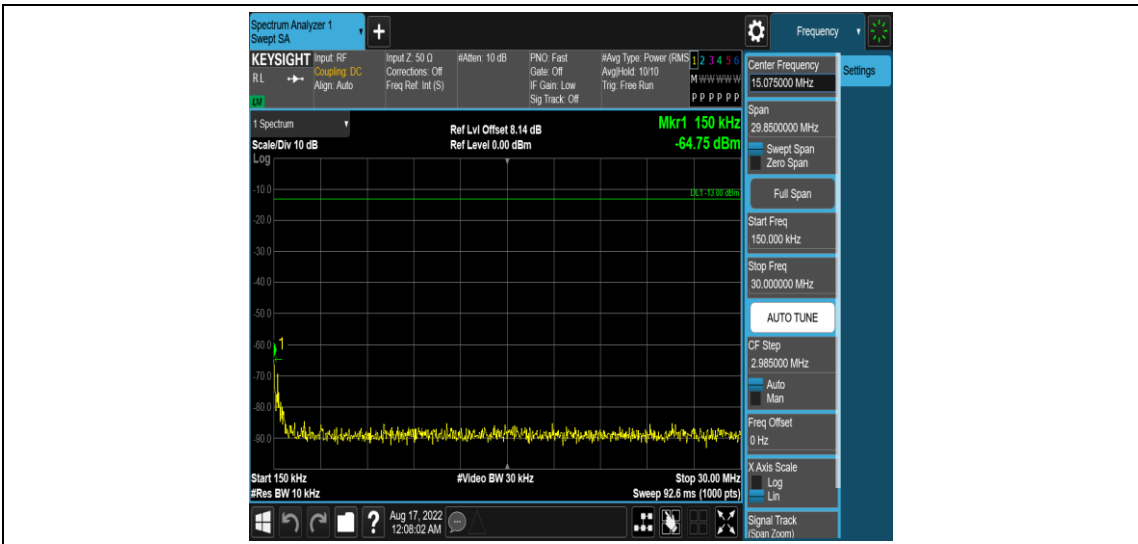 Spectrum Analyzer 1
Swept SA
+
Frequency
KEYSIGHT
RL
Input: RF
Coupling: DC
Align: Auto
Input Z: 50 Ω
Corrections: Off
Freq Ref: Int (S)
#Atten: 10 dB
PNO: Fast
Gate: Off
IF Gain: Low
Sig Track: Off
#Avg Type: Power (RMS
Avg|Hold: 10/10
Trig: Free Run
1 2 3 4 5 6
M W W W W W
P P P P P P
Center Frequency
15.075000 MHz
Settings
1 Spectrum
Scale/Div 10 dB
Ref Lvl Offset 8.14 dB
Ref Level 0.00 dBm
Mkr1 150 kHz
-64.75 dBm
Log
-10.0
-20.0
-30.0
-40.0
-50.0
-60.0
-70.0
-80.0
-90.0
DL1 -13.00 dBm
1
Start 150 kHz
#Res BW 10 kHz
#Video BW 30 kHz
Stop 30.00 MHz
Sweep 92.6 ms (1000 pts)
Span
29.8500000 MHz
Swept Span
Zero Span
Full Span
Start Freq
150.000 kHz
Stop Freq
30.000000 MHz
AUTO TUNE
CF Step
2.985000 MHz
Auto
Man
Freq Offset
0 Hz
X Axis Scale
Log
Lin
Signal Track
(Span Zoom)
?
Aug 17, 2022
12:08:02 AM